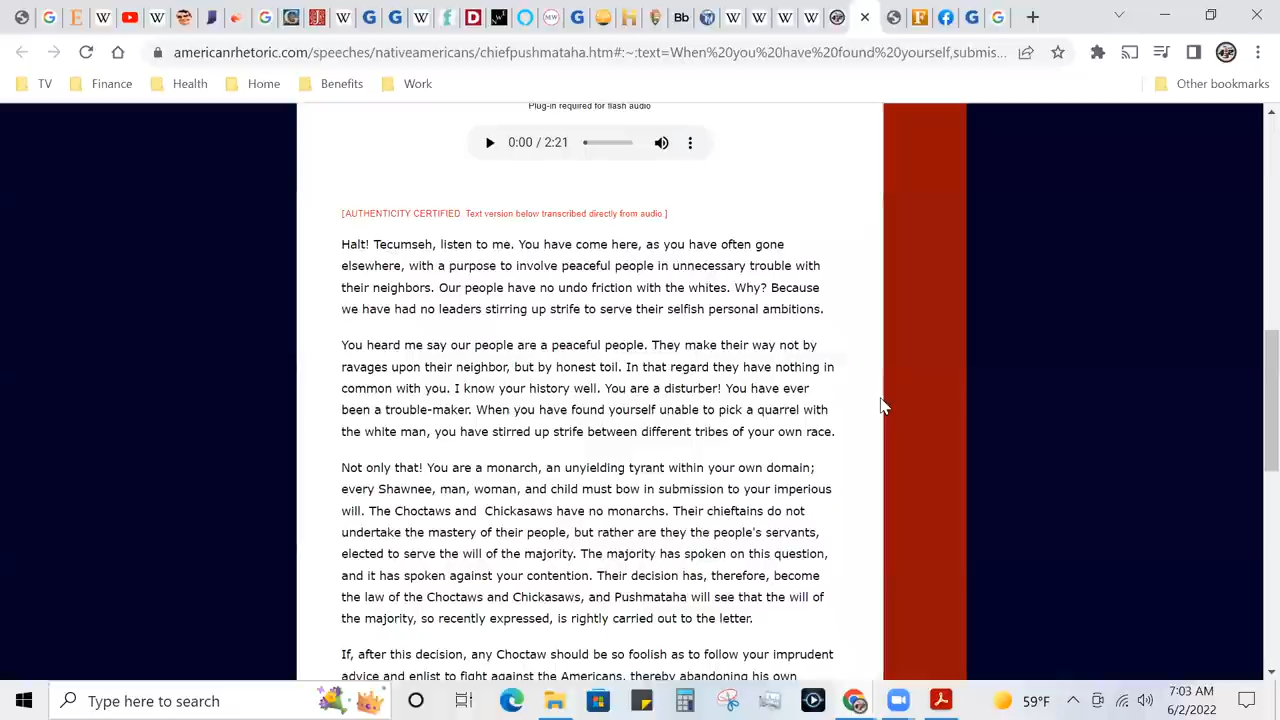 americanrhetoric.com/speeches/nativeamericans/chiefpushmataha.htm#:~:text=When%20you%20have%20found%20yourself,submis...
TV Finance Health Home Benefits Work Other bookmarks
Plug-in required for flash audio
0:00 / 2:21
[AUTHENTICITY CERTIFIED Text version below transcribed directly from audio ]
Halt! Tecumseh, listen to me. You have come here, as you have often gone
elsewhere, with a purpose to involve peaceful people in unnecessary trouble with
their neighbors. Our people have no undo friction with the whites. Why? Because
we have had no leaders stirring up strife to serve their selfish personal ambitions.
You heard me say our people are a peaceful people. They make their way not by
ravages upon their neighbor, but by honest toil. In that regard they have nothing in
common with you. I know your history well. You are a disturber! You have ever
been a trouble-maker. When you have found yourself unable to pick a quarrel with
the white man, you have stirred up strife between different tribes of your own race.
Not only that! You are a monarch, an unyielding tyrant within your own domain;
every Shawnee, man, woman, and child must bow in submission to your imperious
will. The Choctaws and Chickasaws have no monarchs. Their chieftains do not
undertake the mastery of their people, but rather are they the people's servants,
elected to serve the will of the majority. The majority has spoken on this question,
and it has spoken against your contention. Their decision has, therefore, become
the law of the Choctaws and Chickasaws, and Pushmataha will see that the will of
the majority, so recently expressed, is rightly carried out to the letter.
If, after this decision, any Choctaw should be so foolish as to follow your imprudent
advice and enlist to fight against the Americans, thereby abandoning his own
Type here to search
59°F
7:03 AM
6/2/2022